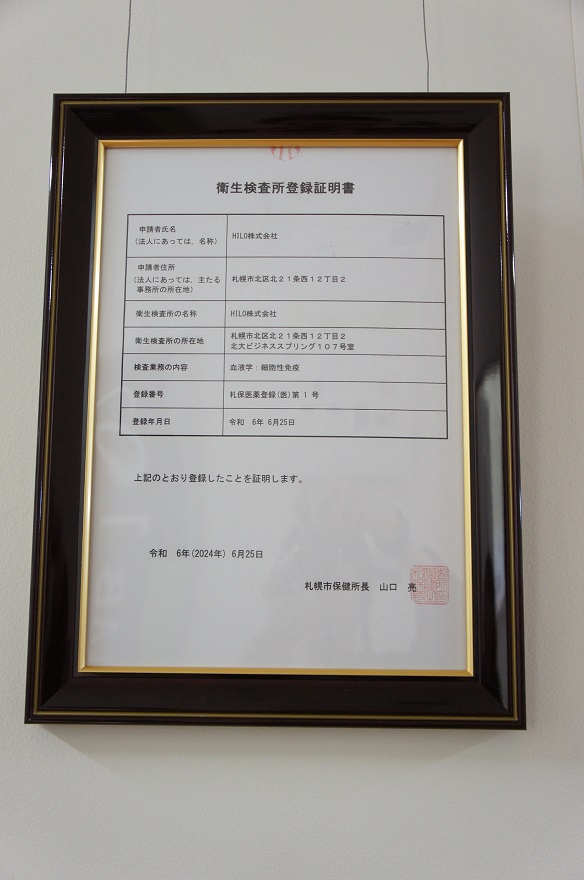 衛生検査所登録証明書
申請者氏名
(法人にあっては、名称)
HILO株式会社
申請者住所
(法人にあっては、主たる
事務所の所在地)
札幌市北区北21条西12丁目2
衛生検査所の名称
HILO株式会社
衛生検査所の所在地
札幌市北区北21条西12丁目2
北大ビジネススプリング107号室
検査業務の内容
血液学:細胞性免疫
登録番号
札保医薬登録(医)第 1 号
登録年月日
令和 6年 6月25日
上記のとおり登録したことを証明します。
令和 6年(2024年) 6月25日
札幌市保健所長 山口 亮